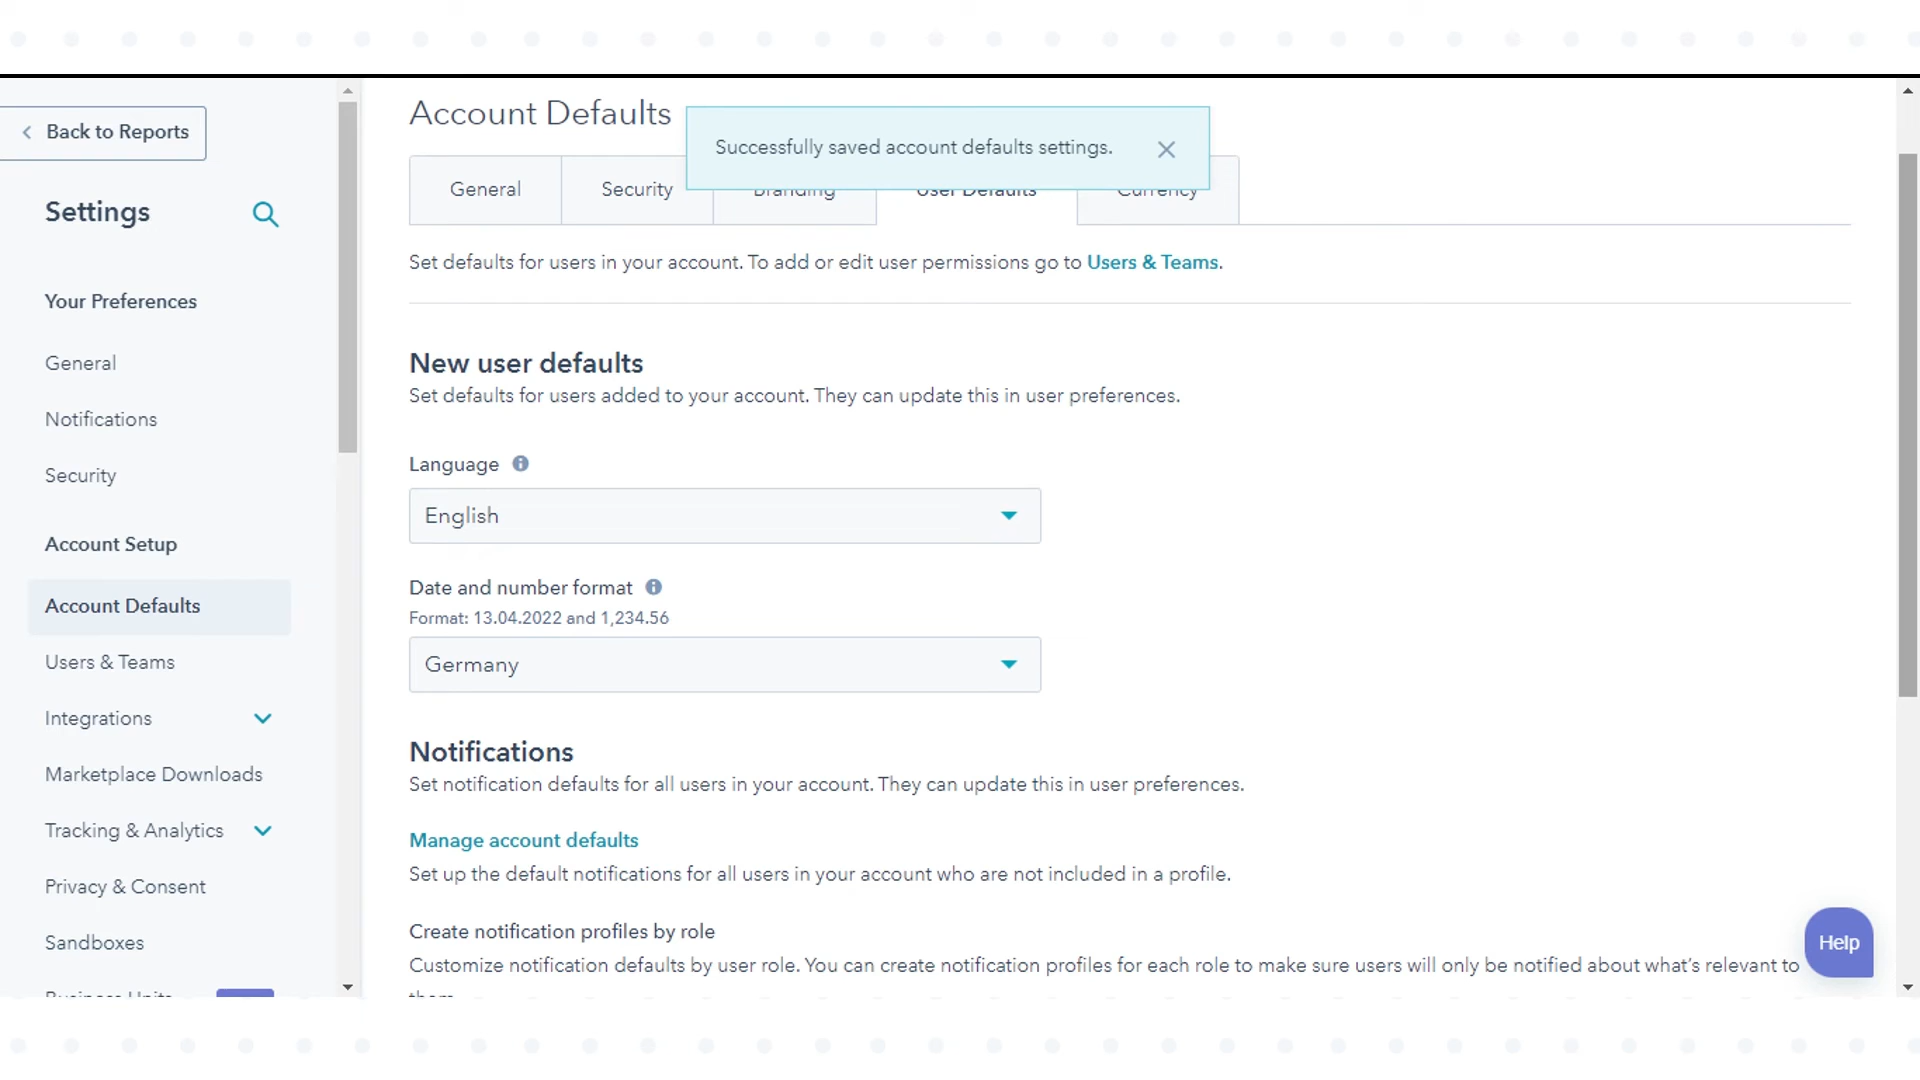 Back to Reports
Settings
Your Preferences
General
Notifications
Security
Account Setup
Account Defaults
Users & Teams
Integrations
Marketplace Downloads
Tracking & Analytics
Privacy & Consent
Sandboxes
Business Units
Account Defaults
Successfully saved account defaults settings.
General
Security
Branding
User Defaults
Currency
Set defaults for users in your account. To add or edit user permissions go to Users & Teams.
New user defaults
Set defaults for users added to your account. They can update this in user preferences.
Language
English
Date and number format
Format: 13.04.2022 and 1,234.56
Germany
Notifications
Set notification defaults for all users in your account. They can update this in user preferences.
Manage account defaults
Set up the default notifications for all users in your account who are not included in a profile.
Create notification profiles by role
Customize notification defaults by user role. You can create notification profiles for each role to make sure users will only be notified about what's relevant to
them.
Help